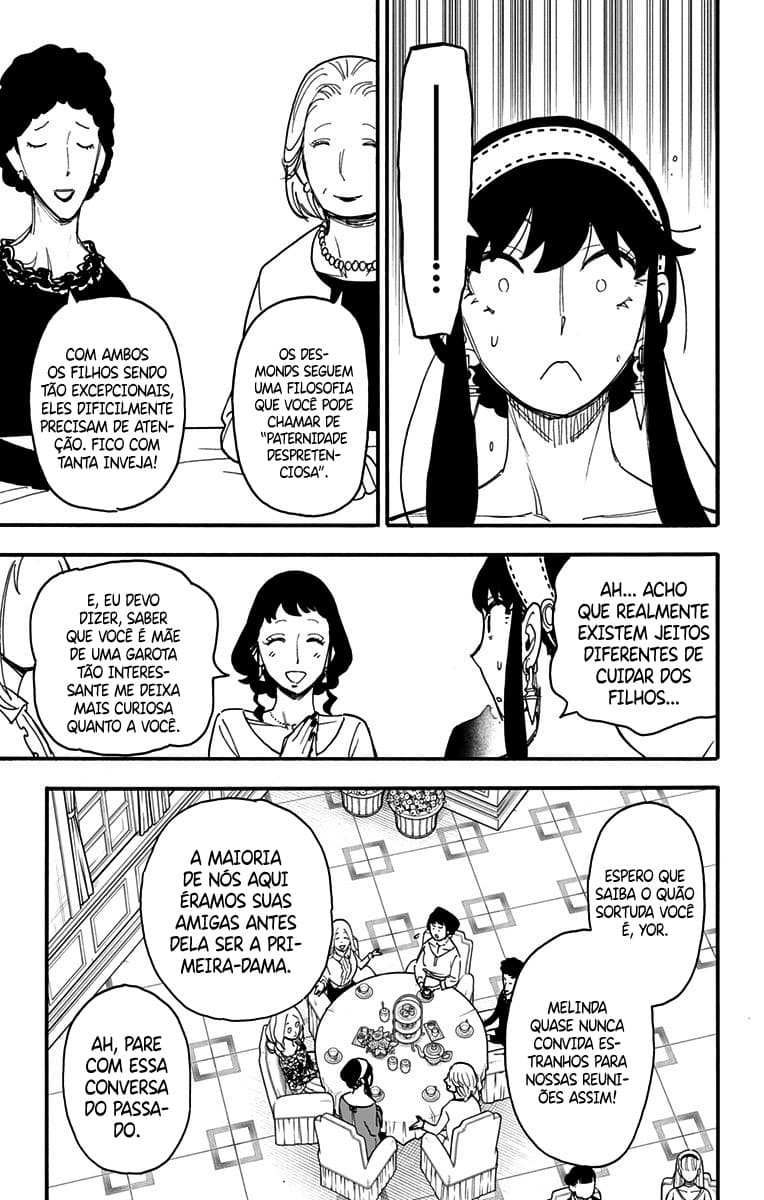 OS DES-
MONDS SEGUEM
UMA FILOSOFIA
QUE VOCÊ PODE
CHAMAR DE
“PATERNIDADE
DESPRETEN-
CIOSA”.
COM AMBOS
OS FILHOS SENDO
TÃO EXCEPCIONAIS,
ELES DIFICILMENTE
PRECISAM DE ATEN-
ÇÃO. FICO COM
TANTA INVEJA!
AH... ACHO
QUE REALMENTE
EXISTEM JEITOS
DIFERENTES DE
CUIDAR DOS
FILHOS...
E, EU DEVO
DIZER, SABER
QUE VOCÊ É MÃE
DE UMA GAROTA
TÃO INTERES-
SANTE ME DEIXA
MAIS CURIOSA
QUANTO A VOCÊ.
ESPERO QUE
SAIBA O QUÃO
SORTUDA VOCÊ
É, YOR.
MELINDA
QUASE NUNCA
CONVIDA ES-
TRANHOS PARA
NOSSAS REUNI-
ÕES ASSIM!
A MAIORIA
DE NÓS AQUI
ÉRAMOS SUAS
AMIGAS ANTES
DELA SER A PRI-
MEIRA-DAMA.
AH, PARE
COM ESSA
CONVERSA
DO PASSA-
DO.